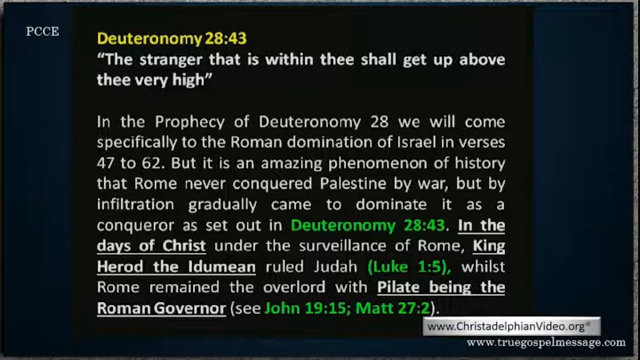 PCCE
Deuteronomy 28:43
“The stranger that is within thee shall get up above
thee very high”
In the Prophecy of Deuteronomy 28 we will come
specifically to the Roman domination of Israel in verses
47 to 62. But it is an amazing phenomenon of history
that Rome never conquered Palestine by war, but by
infiltration gradually came to dominate it as a
conqueror as set out in Deuteronomy 28:43. In the
days of Christ under the surveillance of Rome, King
Herod the Idumean ruled Judah (Luke 1:5), whilst
Rome remained the overlord with Pilate being the
Roman Governor (see John 19:15; Matt 27:2).
www.ChristadelphianVideo.org®
www.truegospelmessage.com